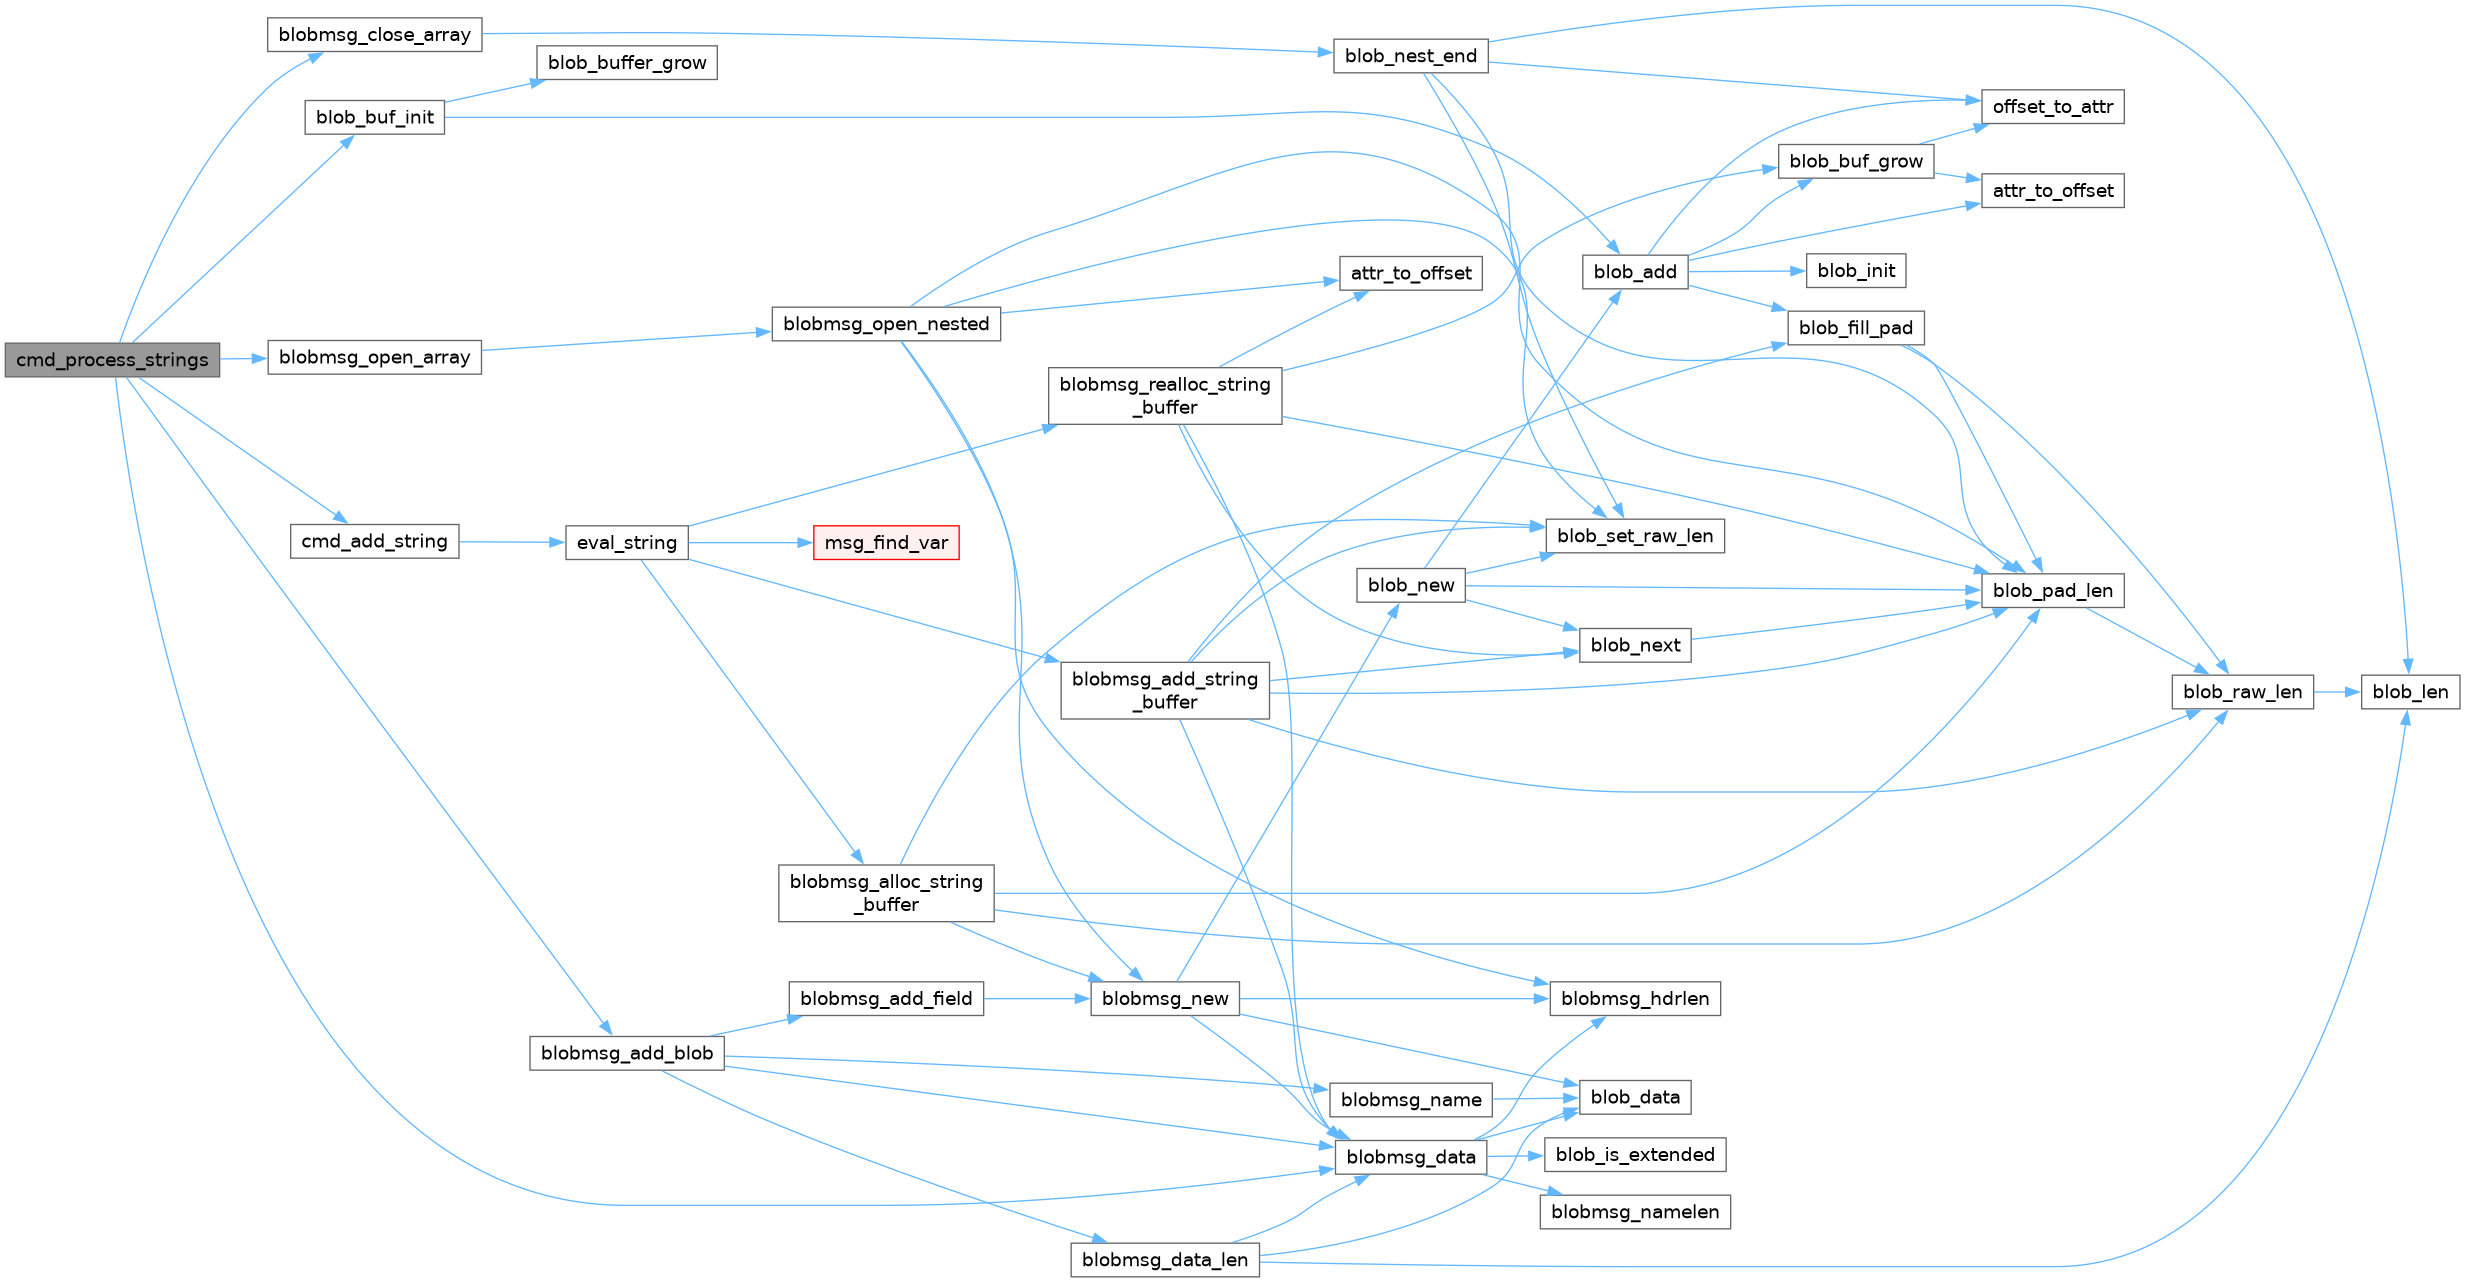 blobmsg_close_array
blob_nest_end
blob_buffer_grow
blob_buf_init
offset_to_attr
blob_buf_grow
attr_to_offset
blob_add
blob_init
attr_to_offset
blobmsg_open_nested
blob_fill_pad
cmd_process_strings
blobmsg_open_array
blobmsg_realloc_string
_buffer
cmd_add_string
eval_string
msg_find_var
blob_set_raw_len
blob_new
blob_pad_len
blob_next
blobmsg_add_string
_buffer
blob_raw_len
blob_len
blobmsg_alloc_string
_buffer
blobmsg_add_field
blobmsg_new
blobmsg_hdrlen
blobmsg_add_blob
blobmsg_name
blob_data
blobmsg_data
blob_is_extended
blobmsg_namelen
blobmsg_data_len